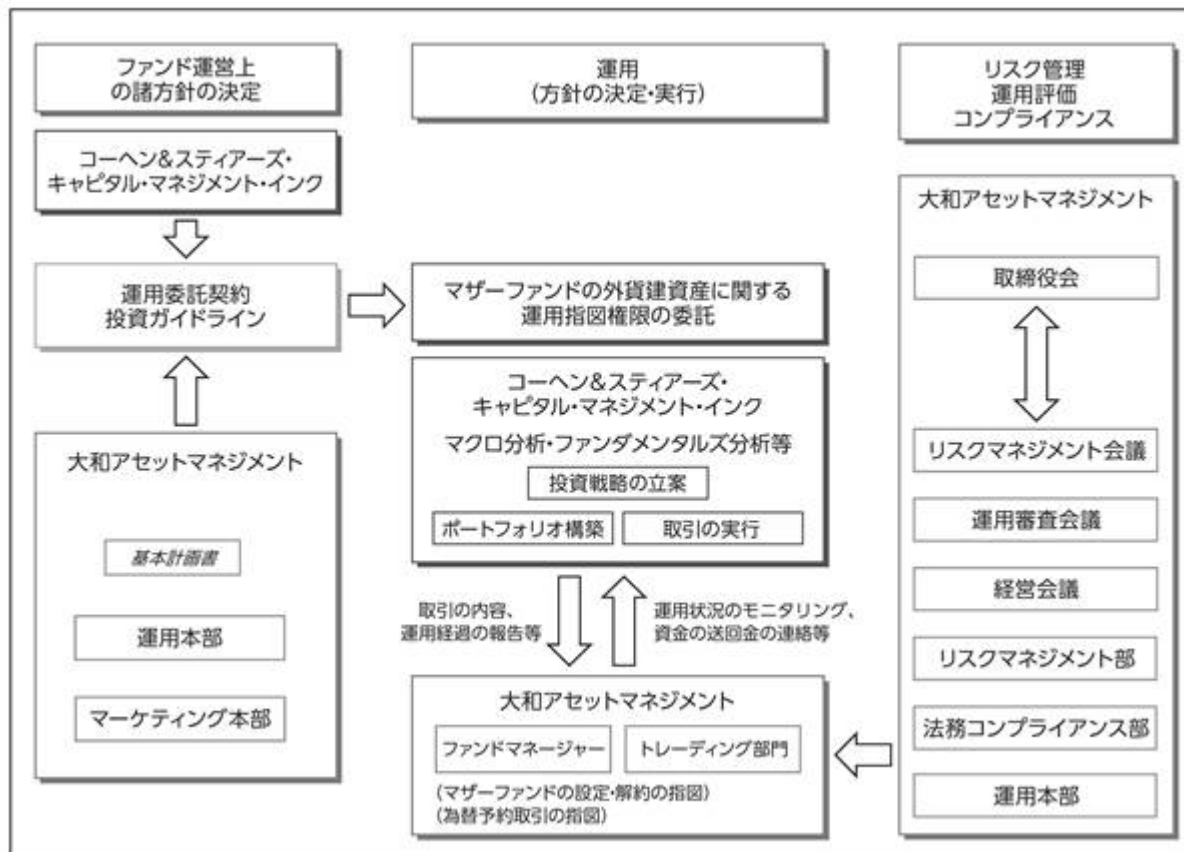 ファンド運営上
の諸方針の決定
コーヘン&スティアーズ・
キャピタル・マネジメント・インク
運用委託契約
投資ガイドライン
大和アセットマネジメント
基本計画書
運用本部
マーケティング本部
運用
(方針の決定・実行)
マザーファンドの外貨建資産に関する
運用指図権限の委託
コーヘン&スティアーズ・
キャピタル・マネジメント・インク
マクロ分析・ファンダメンタルズ分析等
投資戦略の立案
ポートフォリオ構築
取引の実行
取引の内容、
運用経過の報告等
運用状況のモニタリング、
資金の送回金の連絡等
大和アセットマネジメント
ファンドマネージャー
トレーディング部門
(マザーファンドの設定・解約の指図)
(為替予約取引の指図)
リスク管理
運用評価
コンプライアンス
大和アセットマネジメント
取締役会
リスクマネジメント会議
運用審査会議
経営会議
リスクマネジメント部
法務コンプライアンス部
運用本部